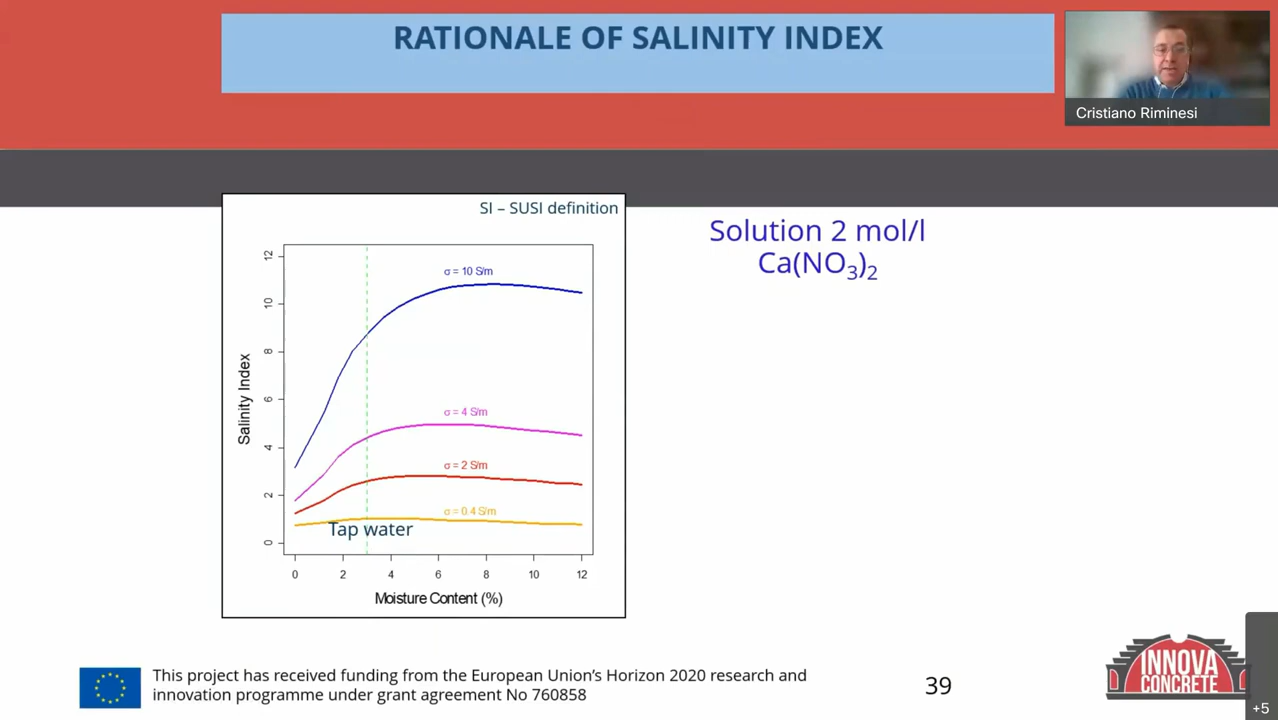 RATIONALE OF SALINITY INDEX
Cristiano Riminesi
SI – SUSI definition
Solution 2 mol/l
Ca(NO3)2
12
10
8
6
4
2
0
Salinity Index
σ = 10 S/m
σ = 4 S/m
σ = 2 S/m
σ = 0.4 S/m
Tap water
0 2 4 6 8 10 12
Moisture Content (%)
This project has received funding from the European Union's Horizon 2020 research and
innovation programme under grant agreement No 760858
39
INNOVA
CONCRETE
+5